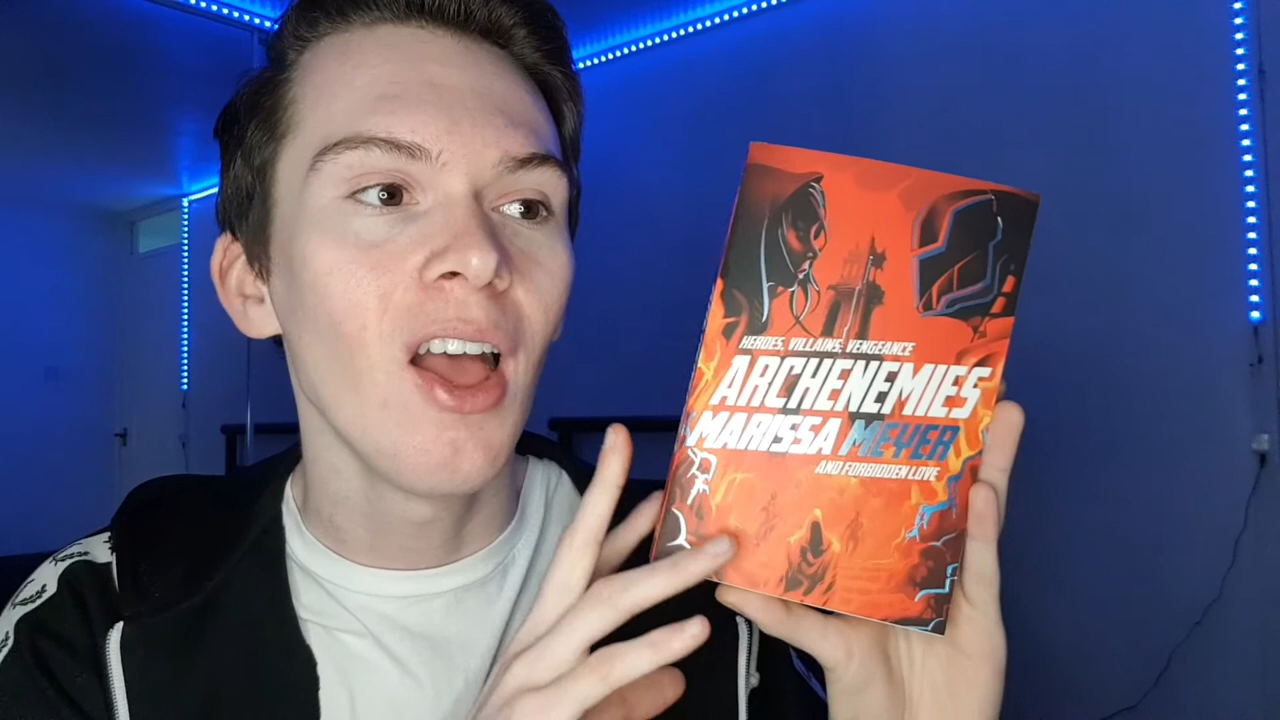 HEROES, VILLAINS, VENGEANCE
ARCHENEMIES
MARISSA MEYER
AND FORBIDDEN LOVE